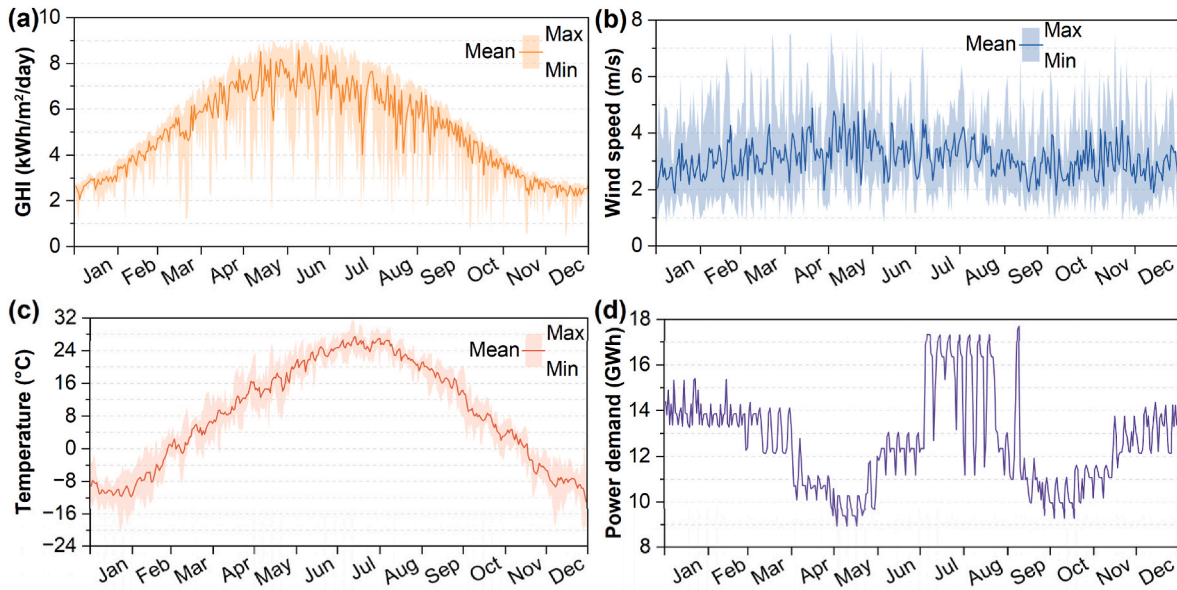 (a)
GHI (kWh/m²/day)
10
8
6
4
2
0
Mean
Max
Min
Jan Feb Mar Apr May Jun Jul Aug Sep Oct Nov Dec
(b)
Wind speed (m/s)
8
6
4
2
0
Mean
Max
Min
Jan Feb Mar Apr May Jun Jul Aug Sep Oct Nov Dec
(c)
Temperature (°C)
32
24
16
8
0
−8
−16
−24
Mean
Max
Min
Jan Feb Mar Apr May Jun Jul Aug Sep Oct Nov Dec
(d)
Power demand (GWh)
18
16
14
12
10
8
Jan Feb Mar Apr May Jun Jul Aug Sep Oct Nov Dec